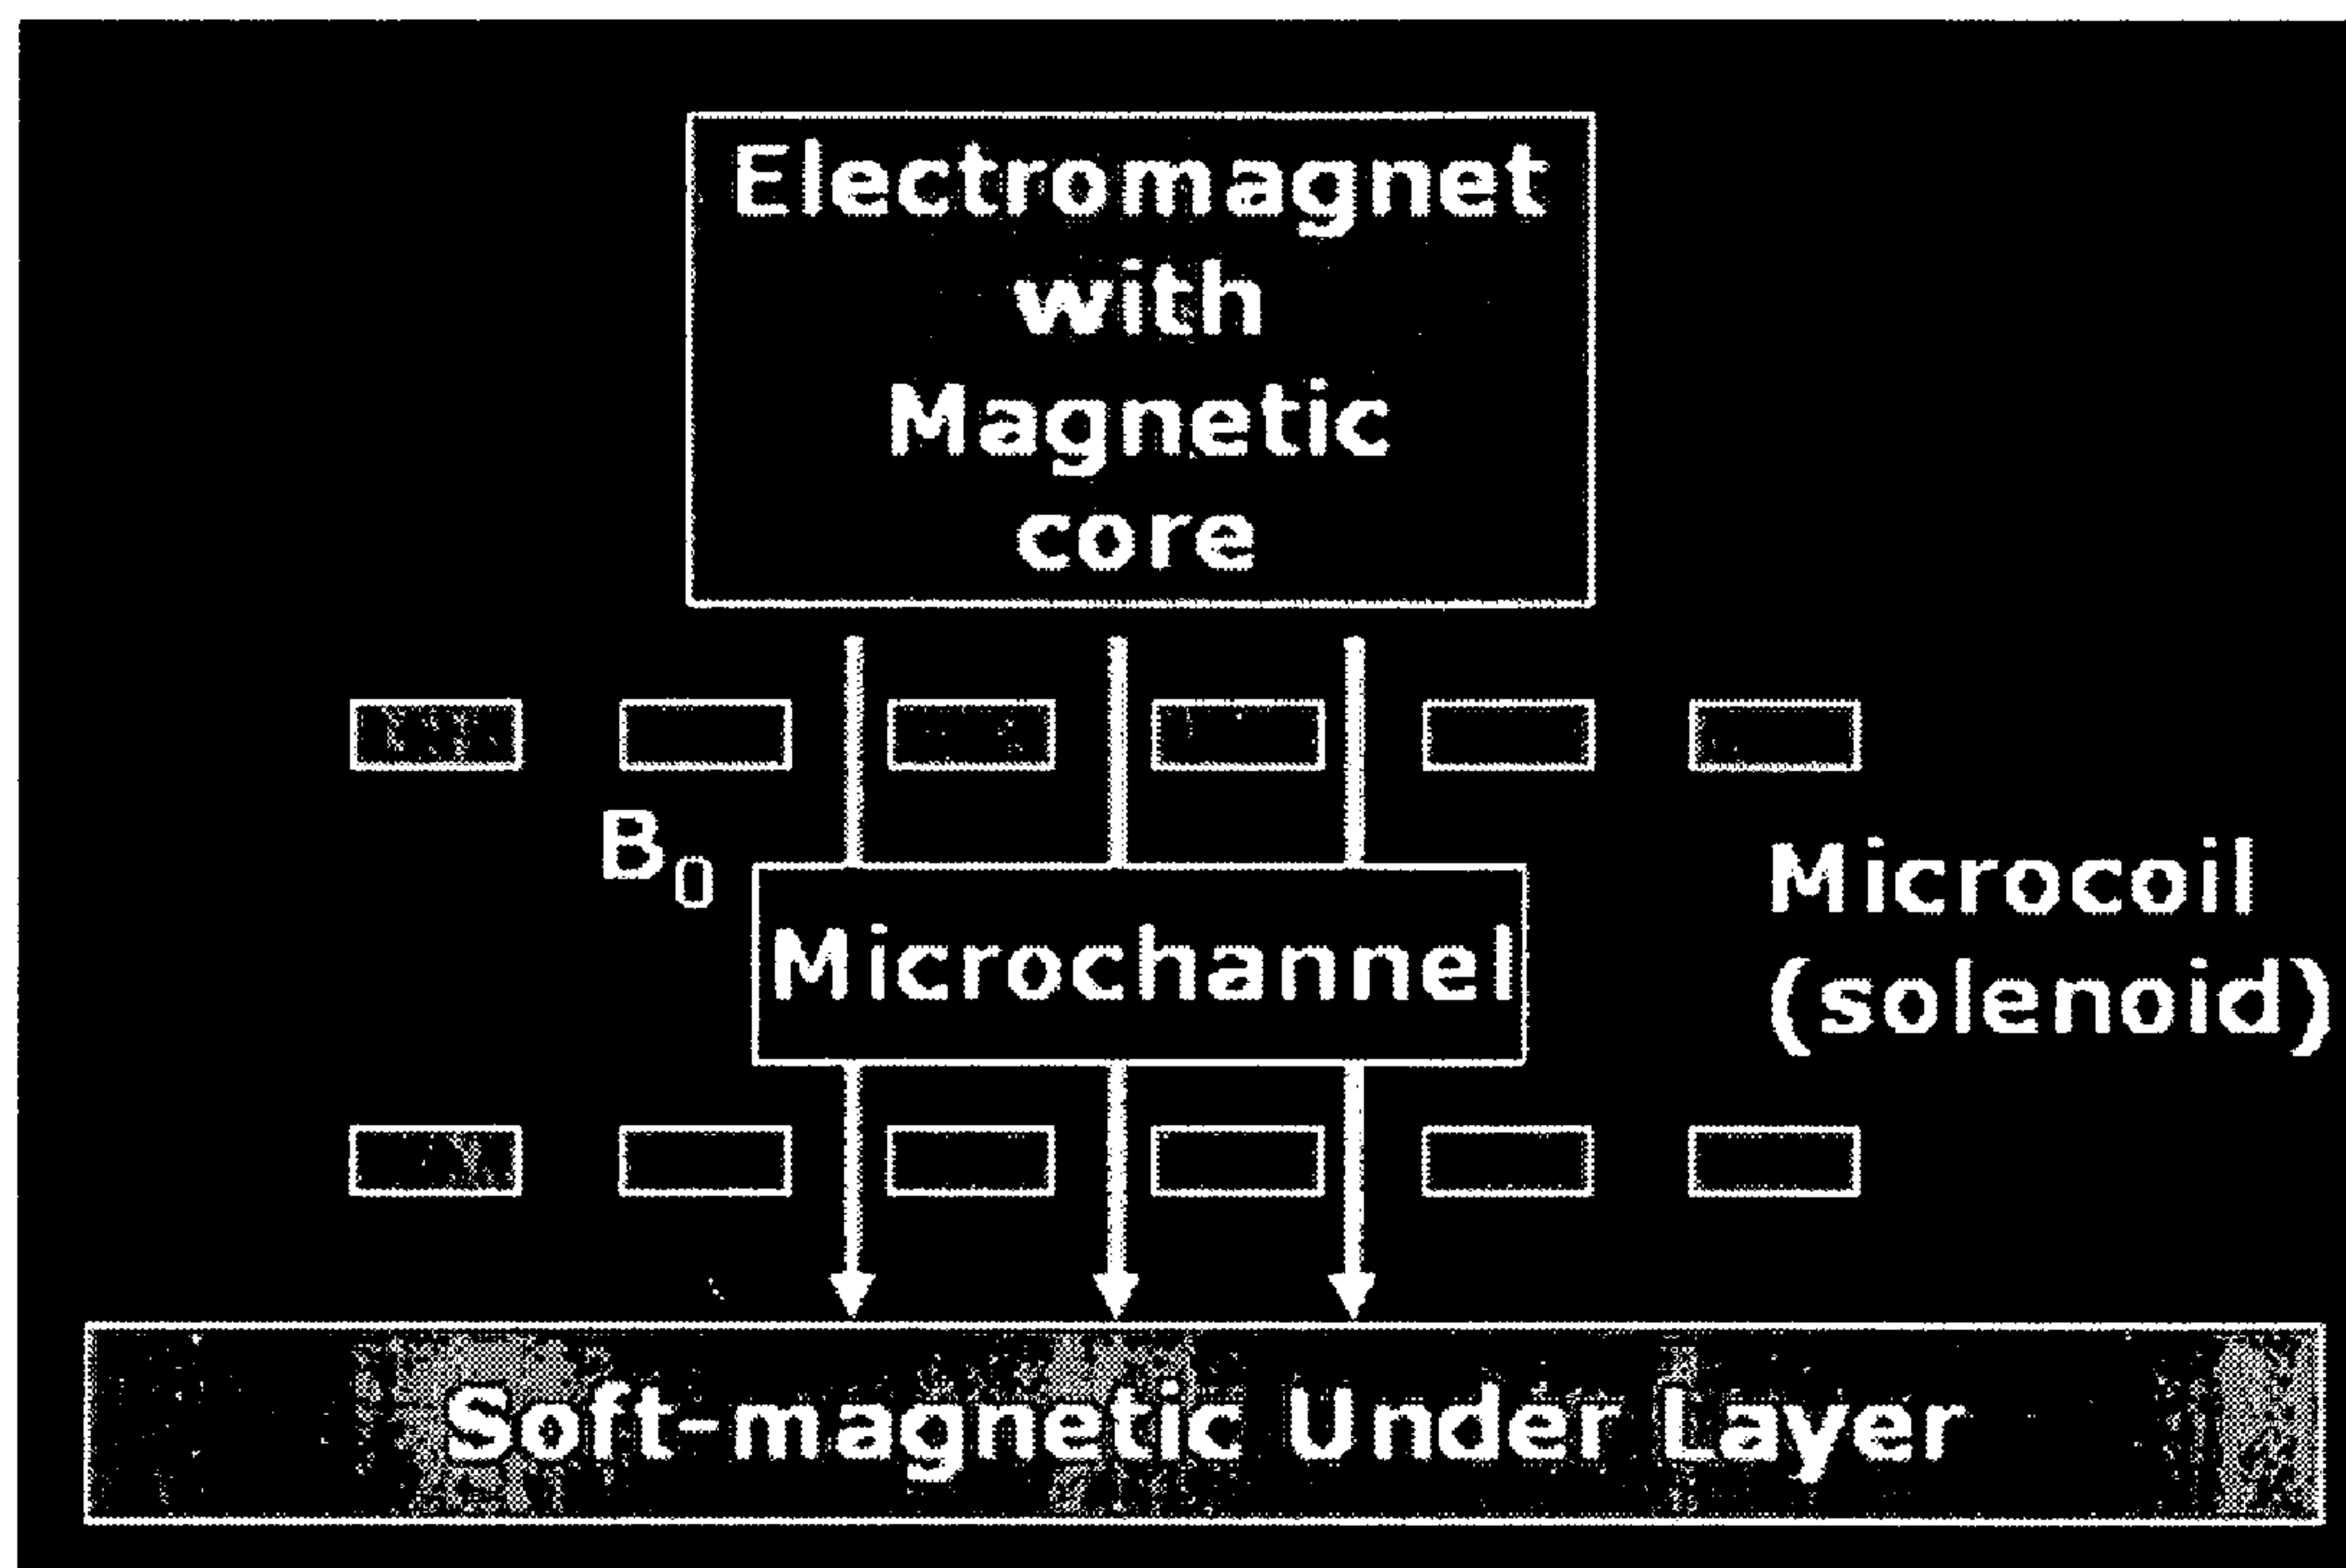 Electromagnet
with
Magnetic
core
B₀
Microchannel
Microcoil
(solenoid)
Soft-magnetic Under Layer